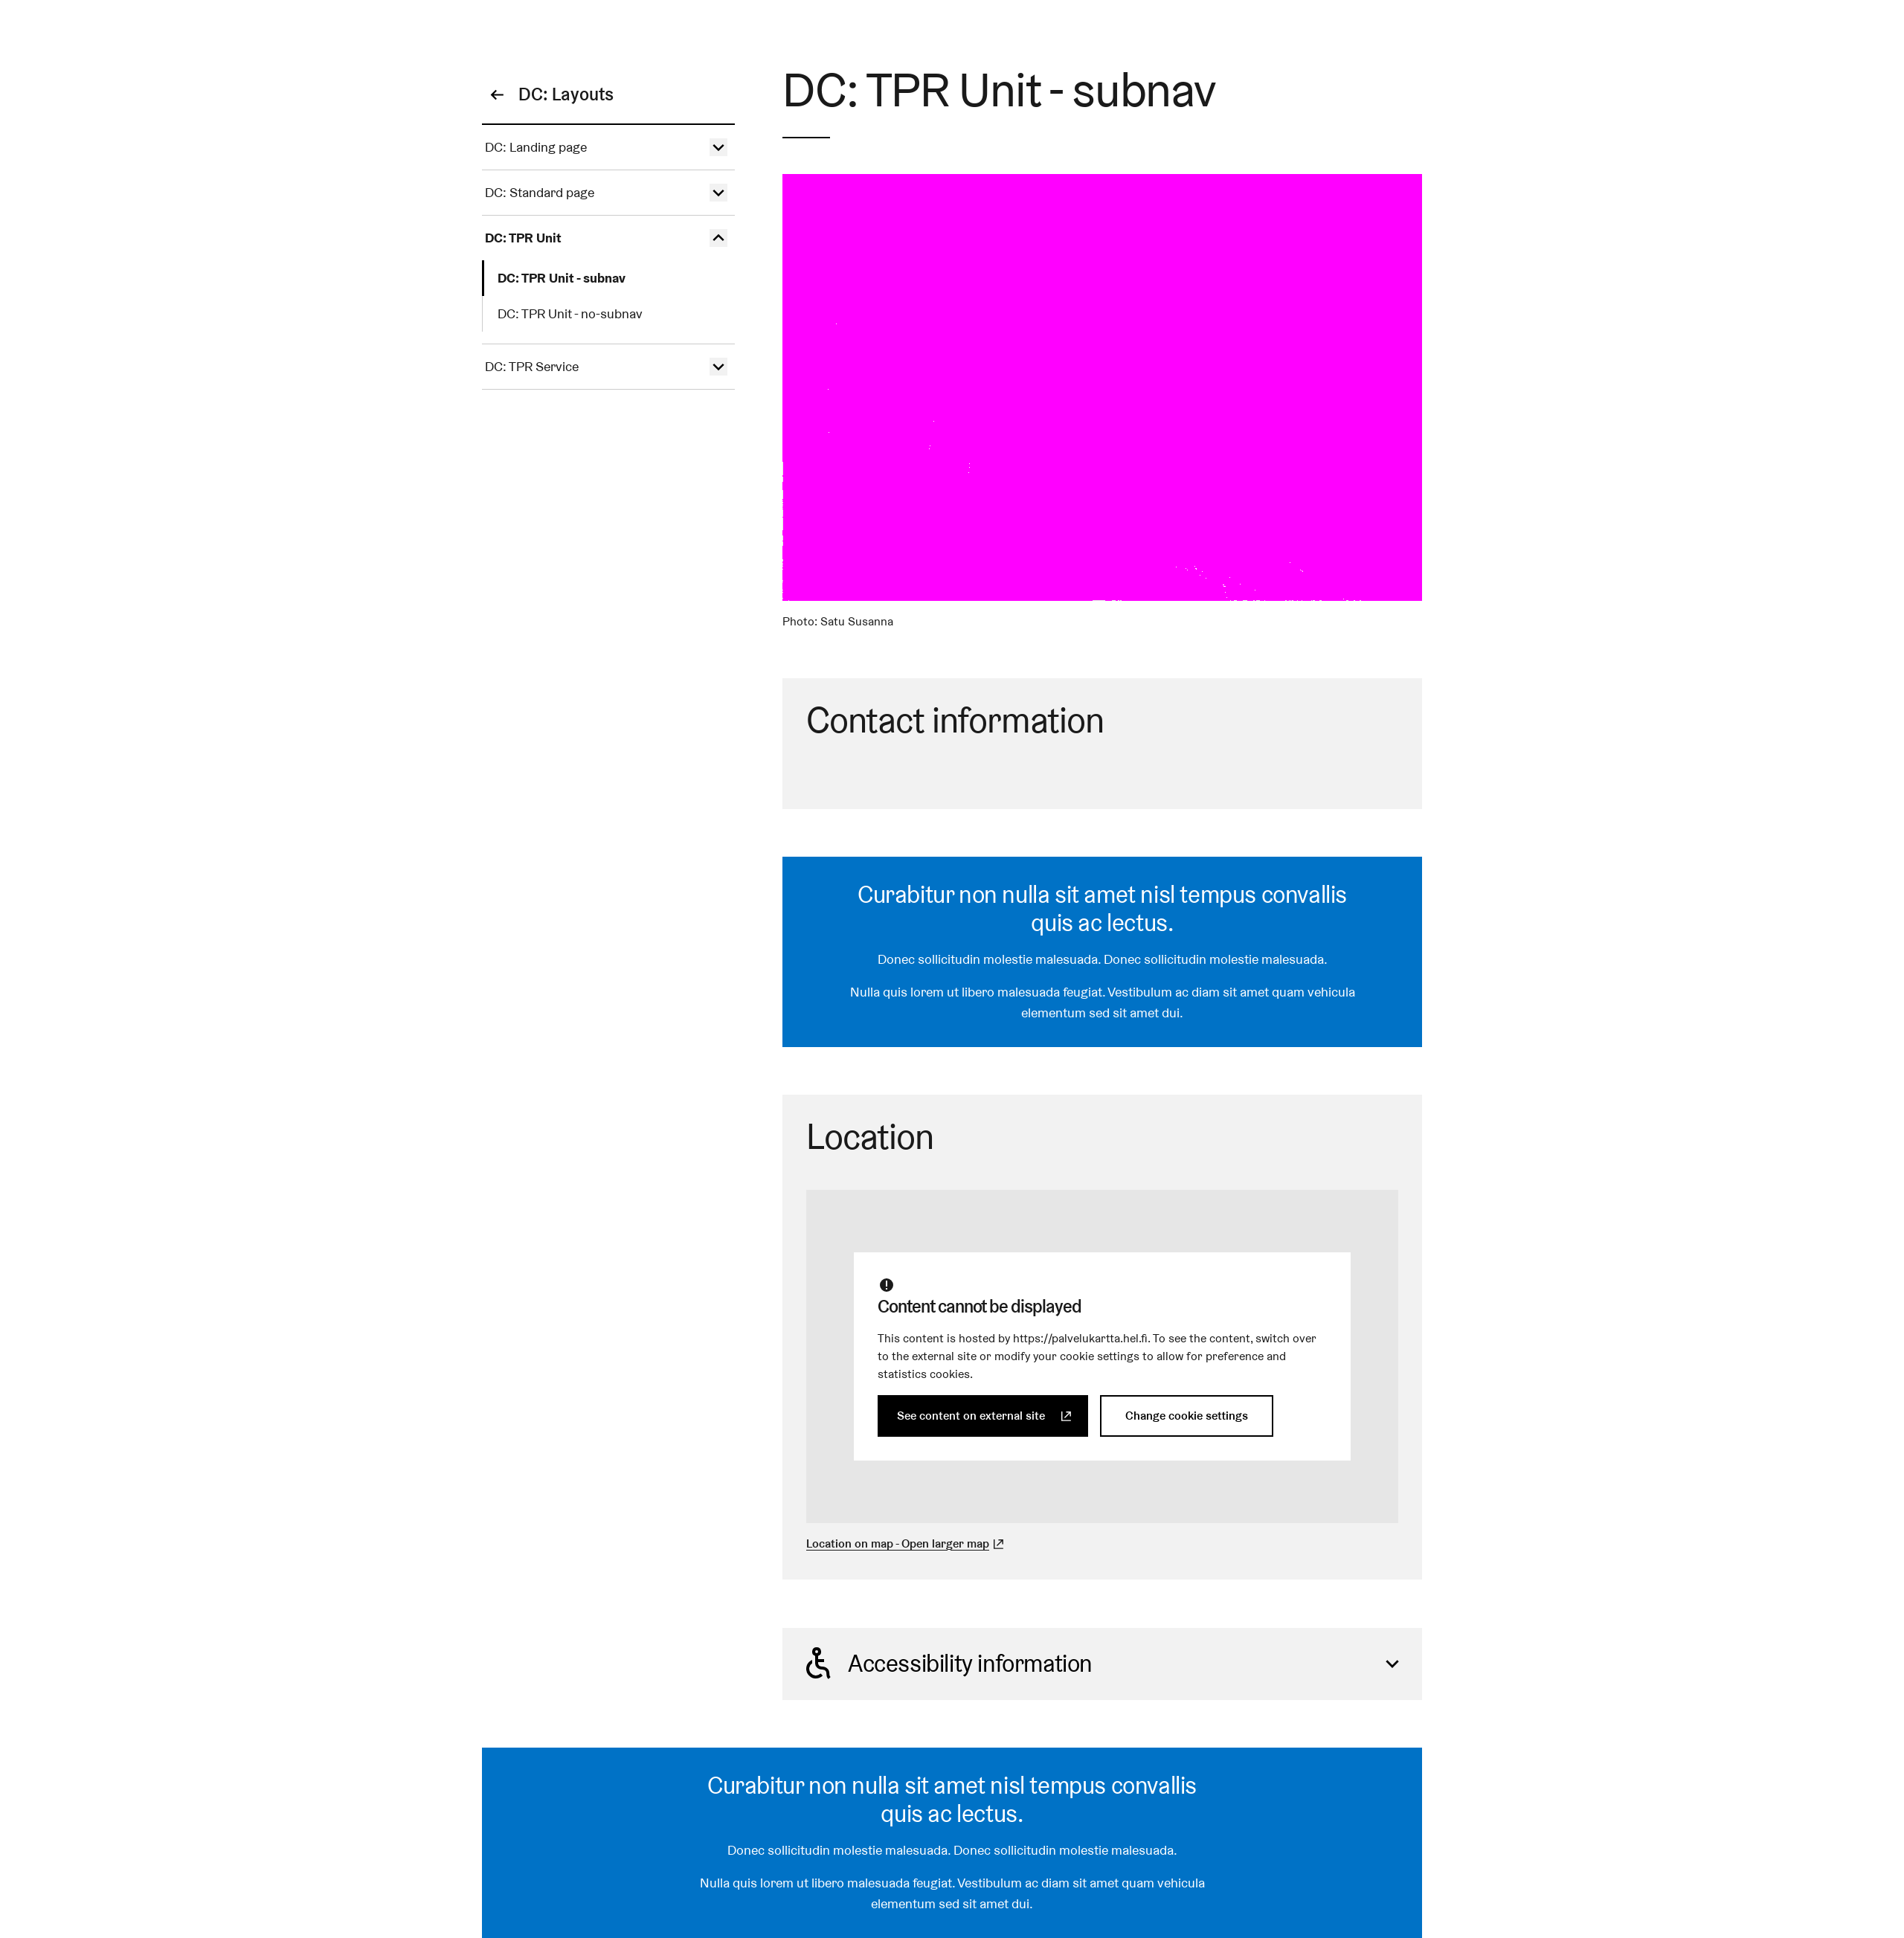 DC: Layouts
DC: Landing page
DC: Standard page
DC: TPR Unit
DC: TPR Unit - subnav
DC: TPR Unit - no-subnav
DC: TPR Service
DC: TPR Unit - subnav
Photo: Satu Susanna
Contact information
Curabitur non nulla sit amet nisl tempus convallis
quis ac lectus.
Donec sollicitudin molestie malesuada. Donec sollicitudin molestie malesuada.
Nulla quis lorem ut libero malesuada feugiat. Vestibulum ac diam sit amet quam vehicula
elementum sed sit amet dui.
Location
Content cannot be displayed
This content is hosted by https://palvelukartta.hel.fi. To see the content, switch over
to the external site or modify your cookie settings to allow for preference and
statistics cookies.
See content on external site
Change cookie settings
Location on map - Open larger map
Accessibility information
Curabitur non nulla sit amet nisl tempus convallis
quis ac lectus.
Donec sollicitudin molestie malesuada. Donec sollicitudin molestie malesuada.
Nulla quis lorem ut libero malesuada feugiat. Vestibulum ac diam sit amet quam vehicula
elementum sed sit amet dui.